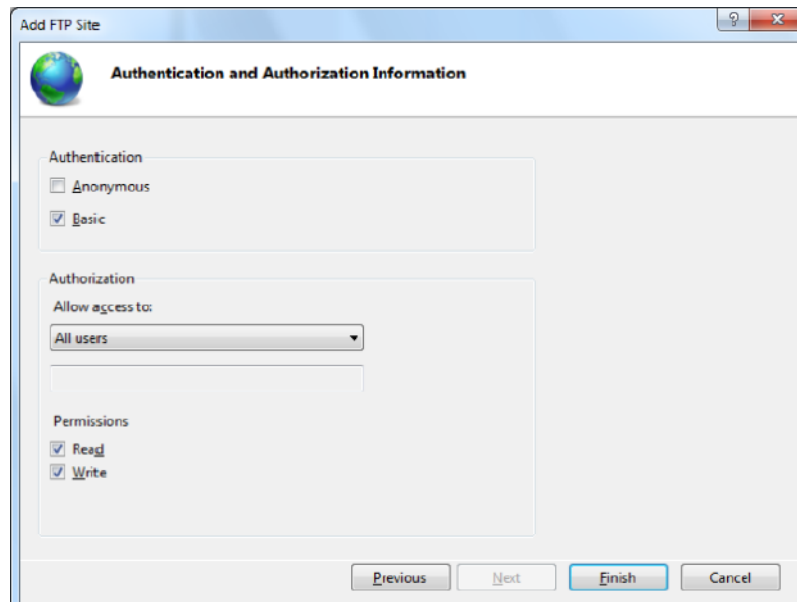 Add FTP Site
Authentication and Authorization Information
Authentication
Anonymous
Basic
Authorization
Allow access to:
All users
Permissions
Read
Write
Previous Next Finish Cancel